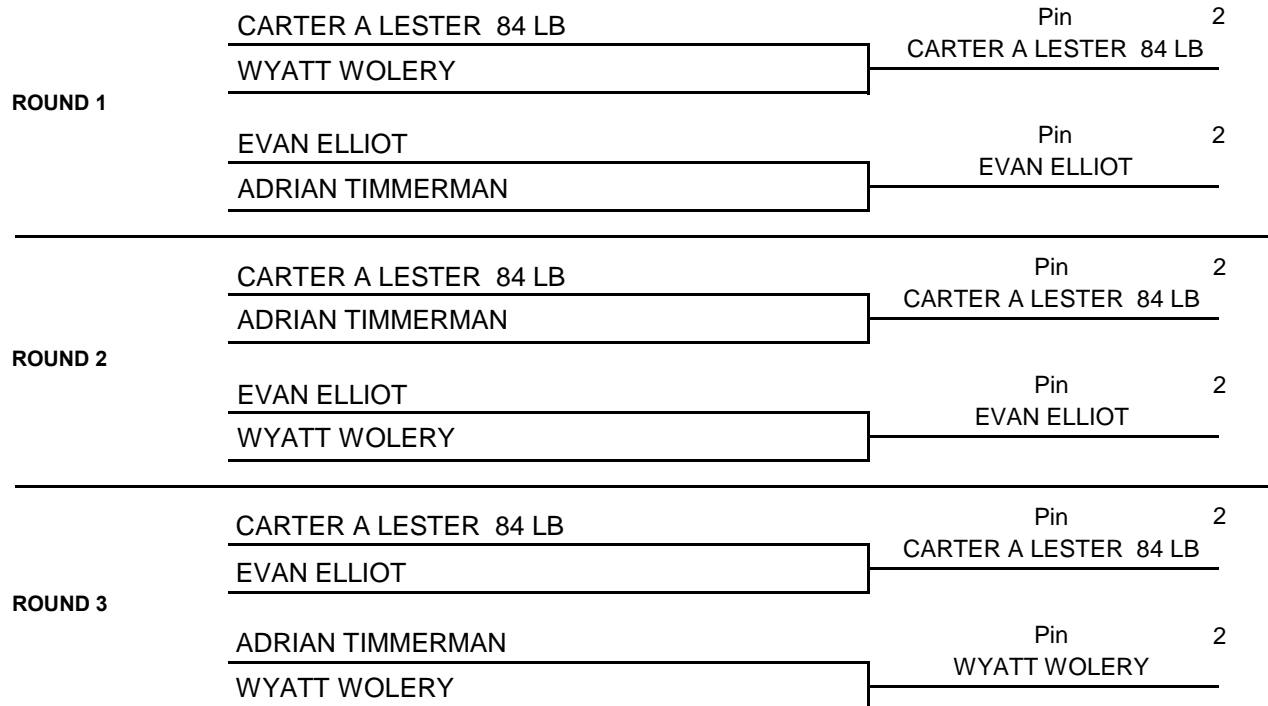 CARTER A LESTER  84 LB
Pin 2
CARTER A LESTER  84 LB
WYATT WOLERY
ROUND 1
EVAN ELLIOT
Pin 2
EVAN ELLIOT
ADRIAN TIMMERMAN
CARTER A LESTER  84 LB
Pin 2
CARTER A LESTER  84 LB
ADRIAN TIMMERMAN
ROUND 2
EVAN ELLIOT
Pin 2
EVAN ELLIOT
WYATT WOLERY
CARTER A LESTER  84 LB
Pin 2
CARTER A LESTER  84 LB
EVAN ELLIOT
ROUND 3
ADRIAN TIMMERMAN
Pin 2
WYATT WOLERY
WYATT WOLERY